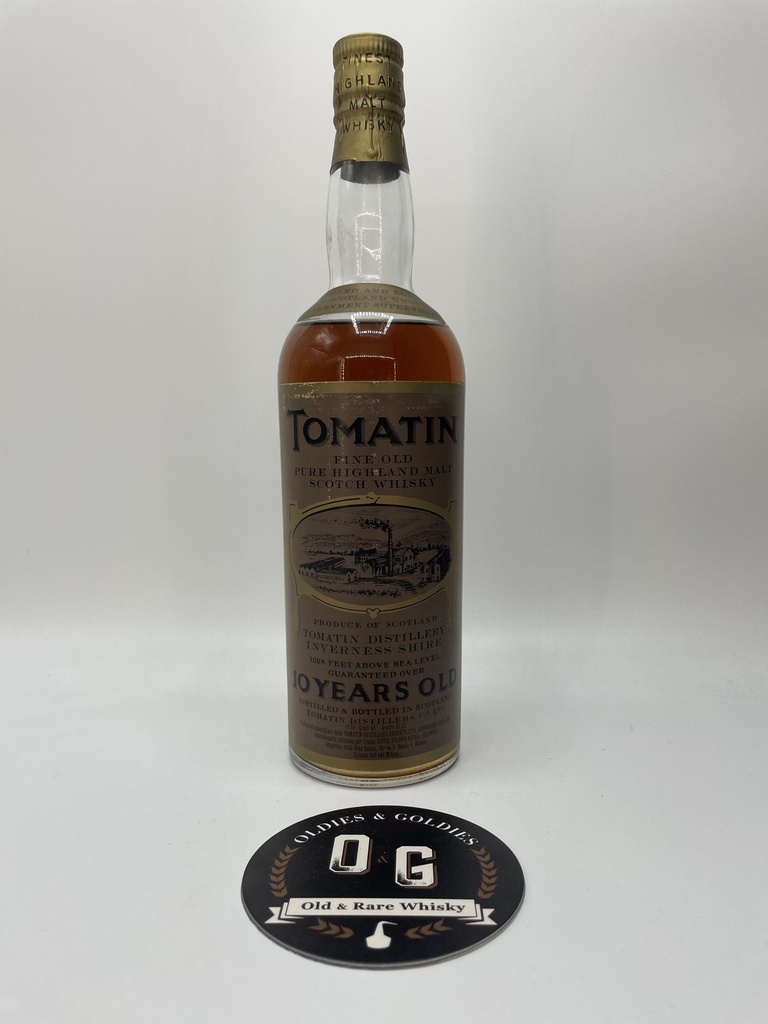 FINEST
HIGHLAND
MALT
WHISKY
TOMATIN
FINE OLD
PURE HIGHLAND MALT
SCOTCH WHISKY
PRODUCE OF SCOTLAND
TOMATIN DISTILLERY
INVERNESS SHIRE
1028 FEET ABOVE SEA LEVEL
GUARANTEED OVER
10 YEARS OLD
DISTILLED & BOTTLED IN SCOTLAND
TOMATIN DISTILLERS CO. LTD.
OLDIES & GOLDIES
O & G
Old & Rare Whisky